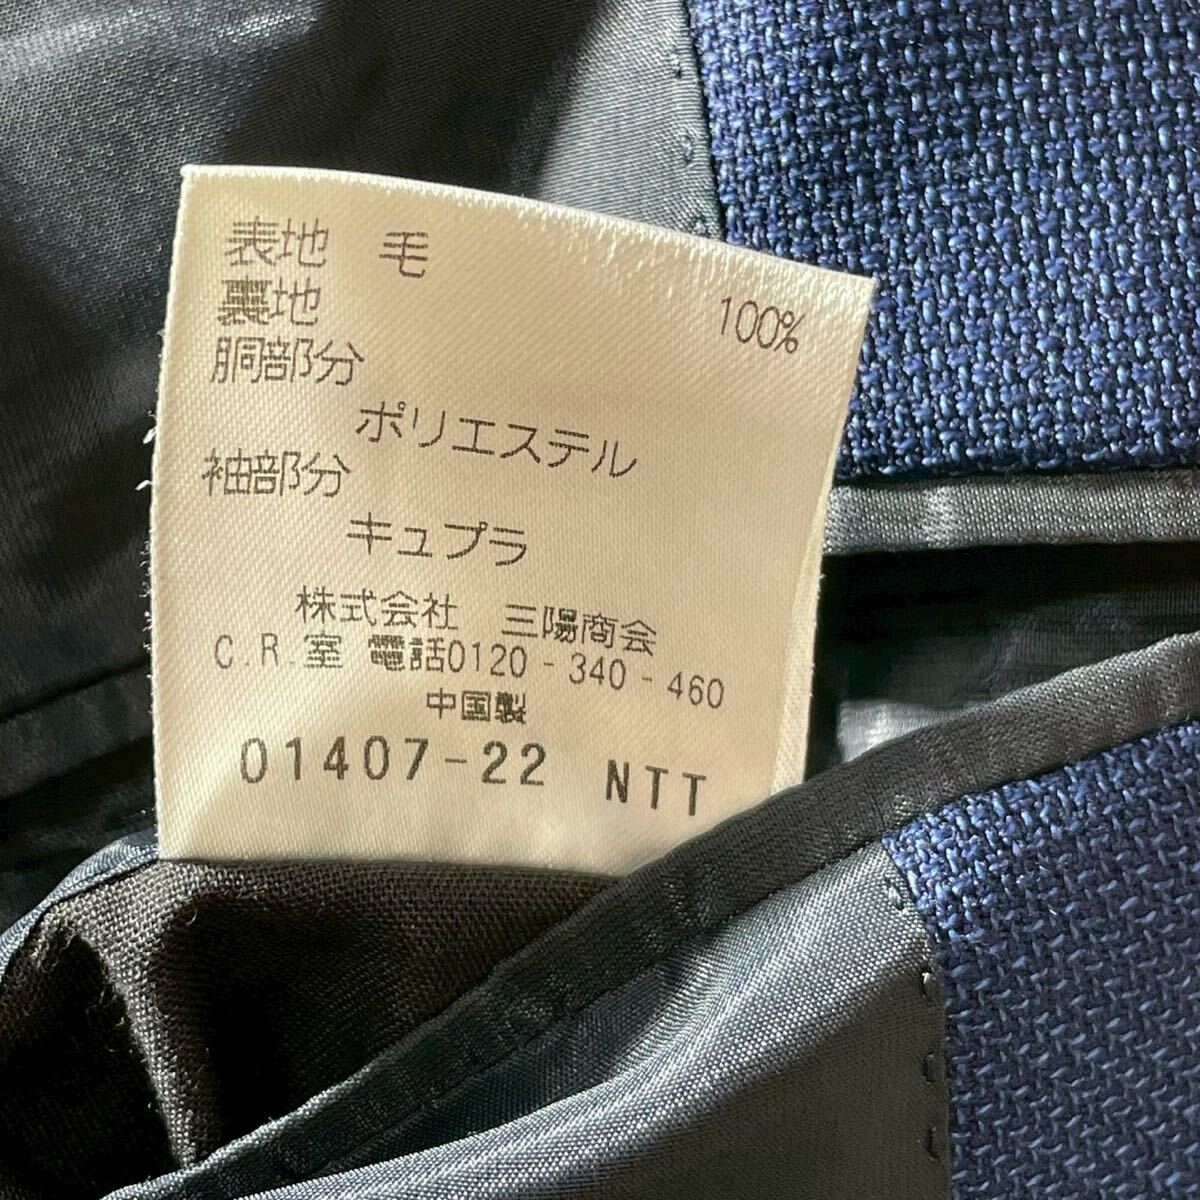 表地 毛 100%
裏地
胴部分
ポリエステル
袖部分
キュプラ
株式会社 三陽商会
C.R.室 電話0120-340-460
中国製
01407-22 NTT